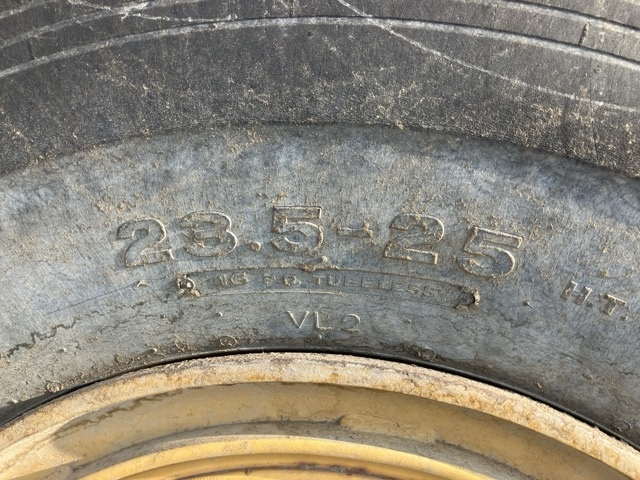 23.5-25
16 P.R. TUBELESS
H.T.
VL2